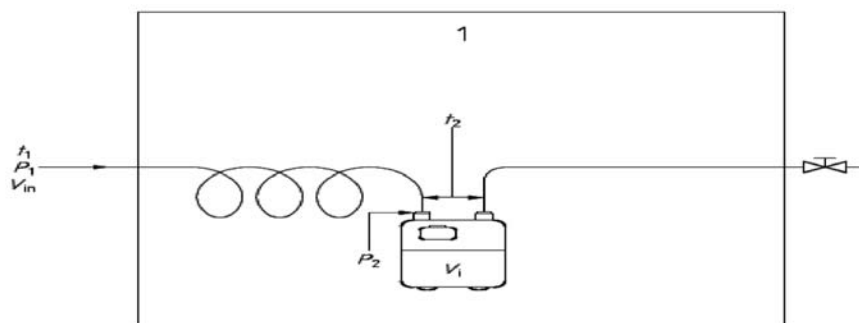 1
t₂
t₁
P₁
Vᵢₙ
P₂
Vᵢ